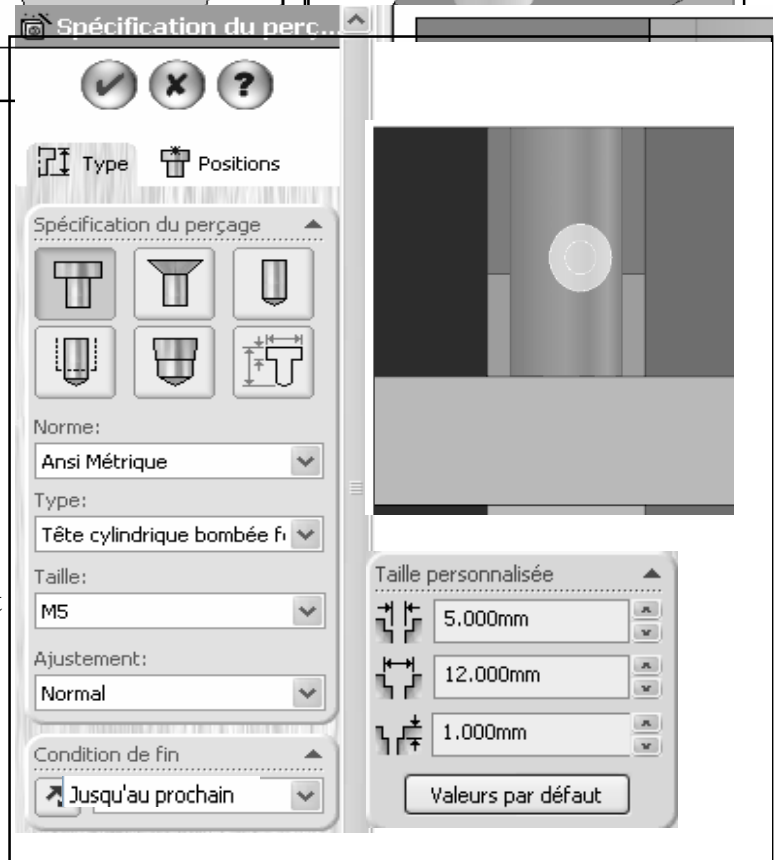 Spécification du perç...
?
Type
Positions
Spécification du perçage
Norme:
Ansi Métrique
Type:
Tête cylindrique bombée f
Taille:
M5
Ajustement:
Normal
Condition de fin
Jusqu'au prochain
Taille personnalisée
5.000mm
12.000mm
1.000mm
Valeurs par défaut